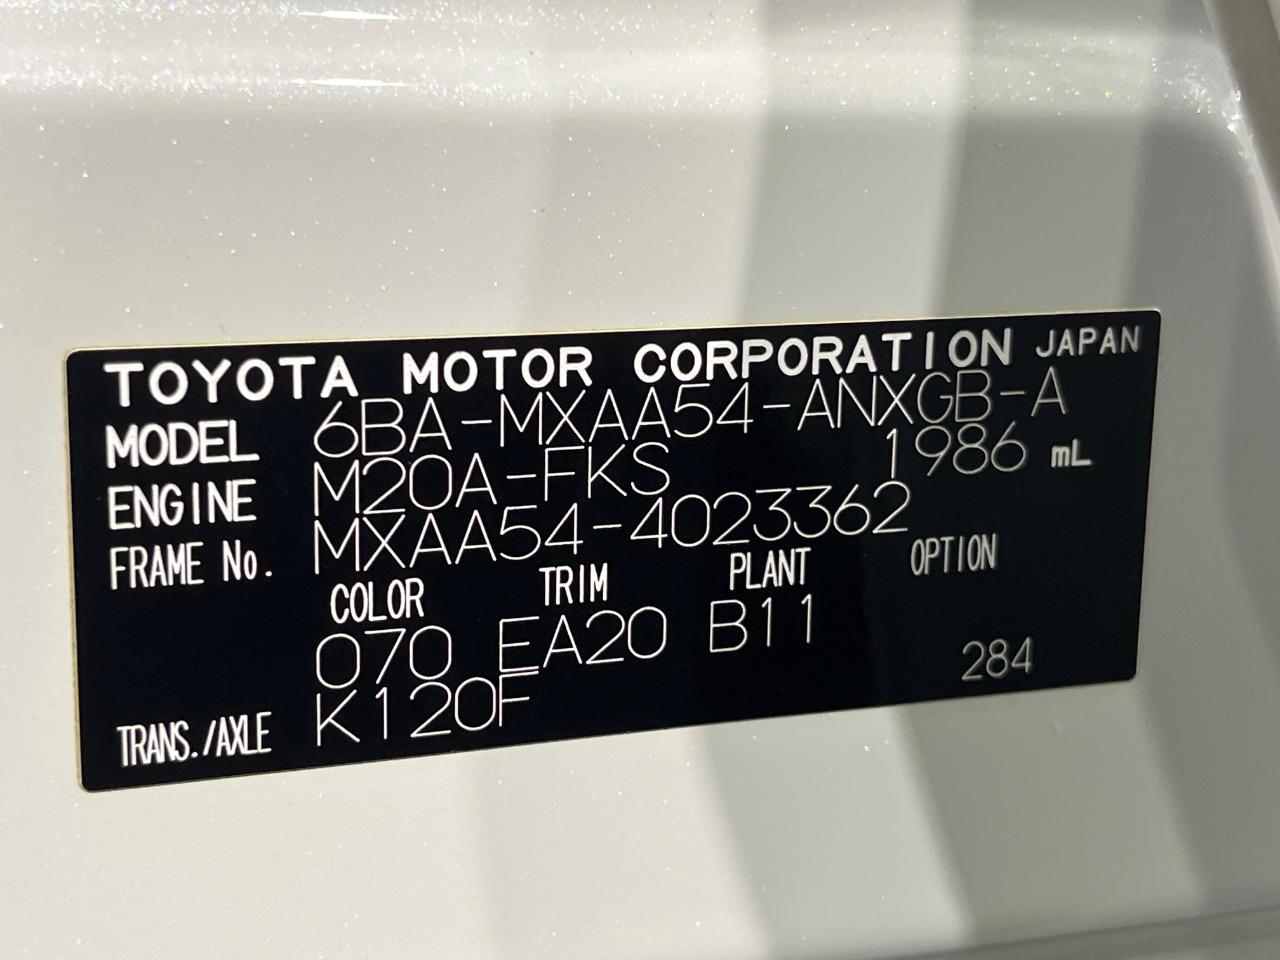 TOYOTA MOTOR CORPORATION JAPAN
MODEL 6BA-MXAA54-ANXGB-A
ENGINE M20A-FKS 1986 mL
FRAME No. MXAA54-4023362
COLOR TRIM PLANT OPTION
070 EA20 B11 284
TRANS./AXLE K120F